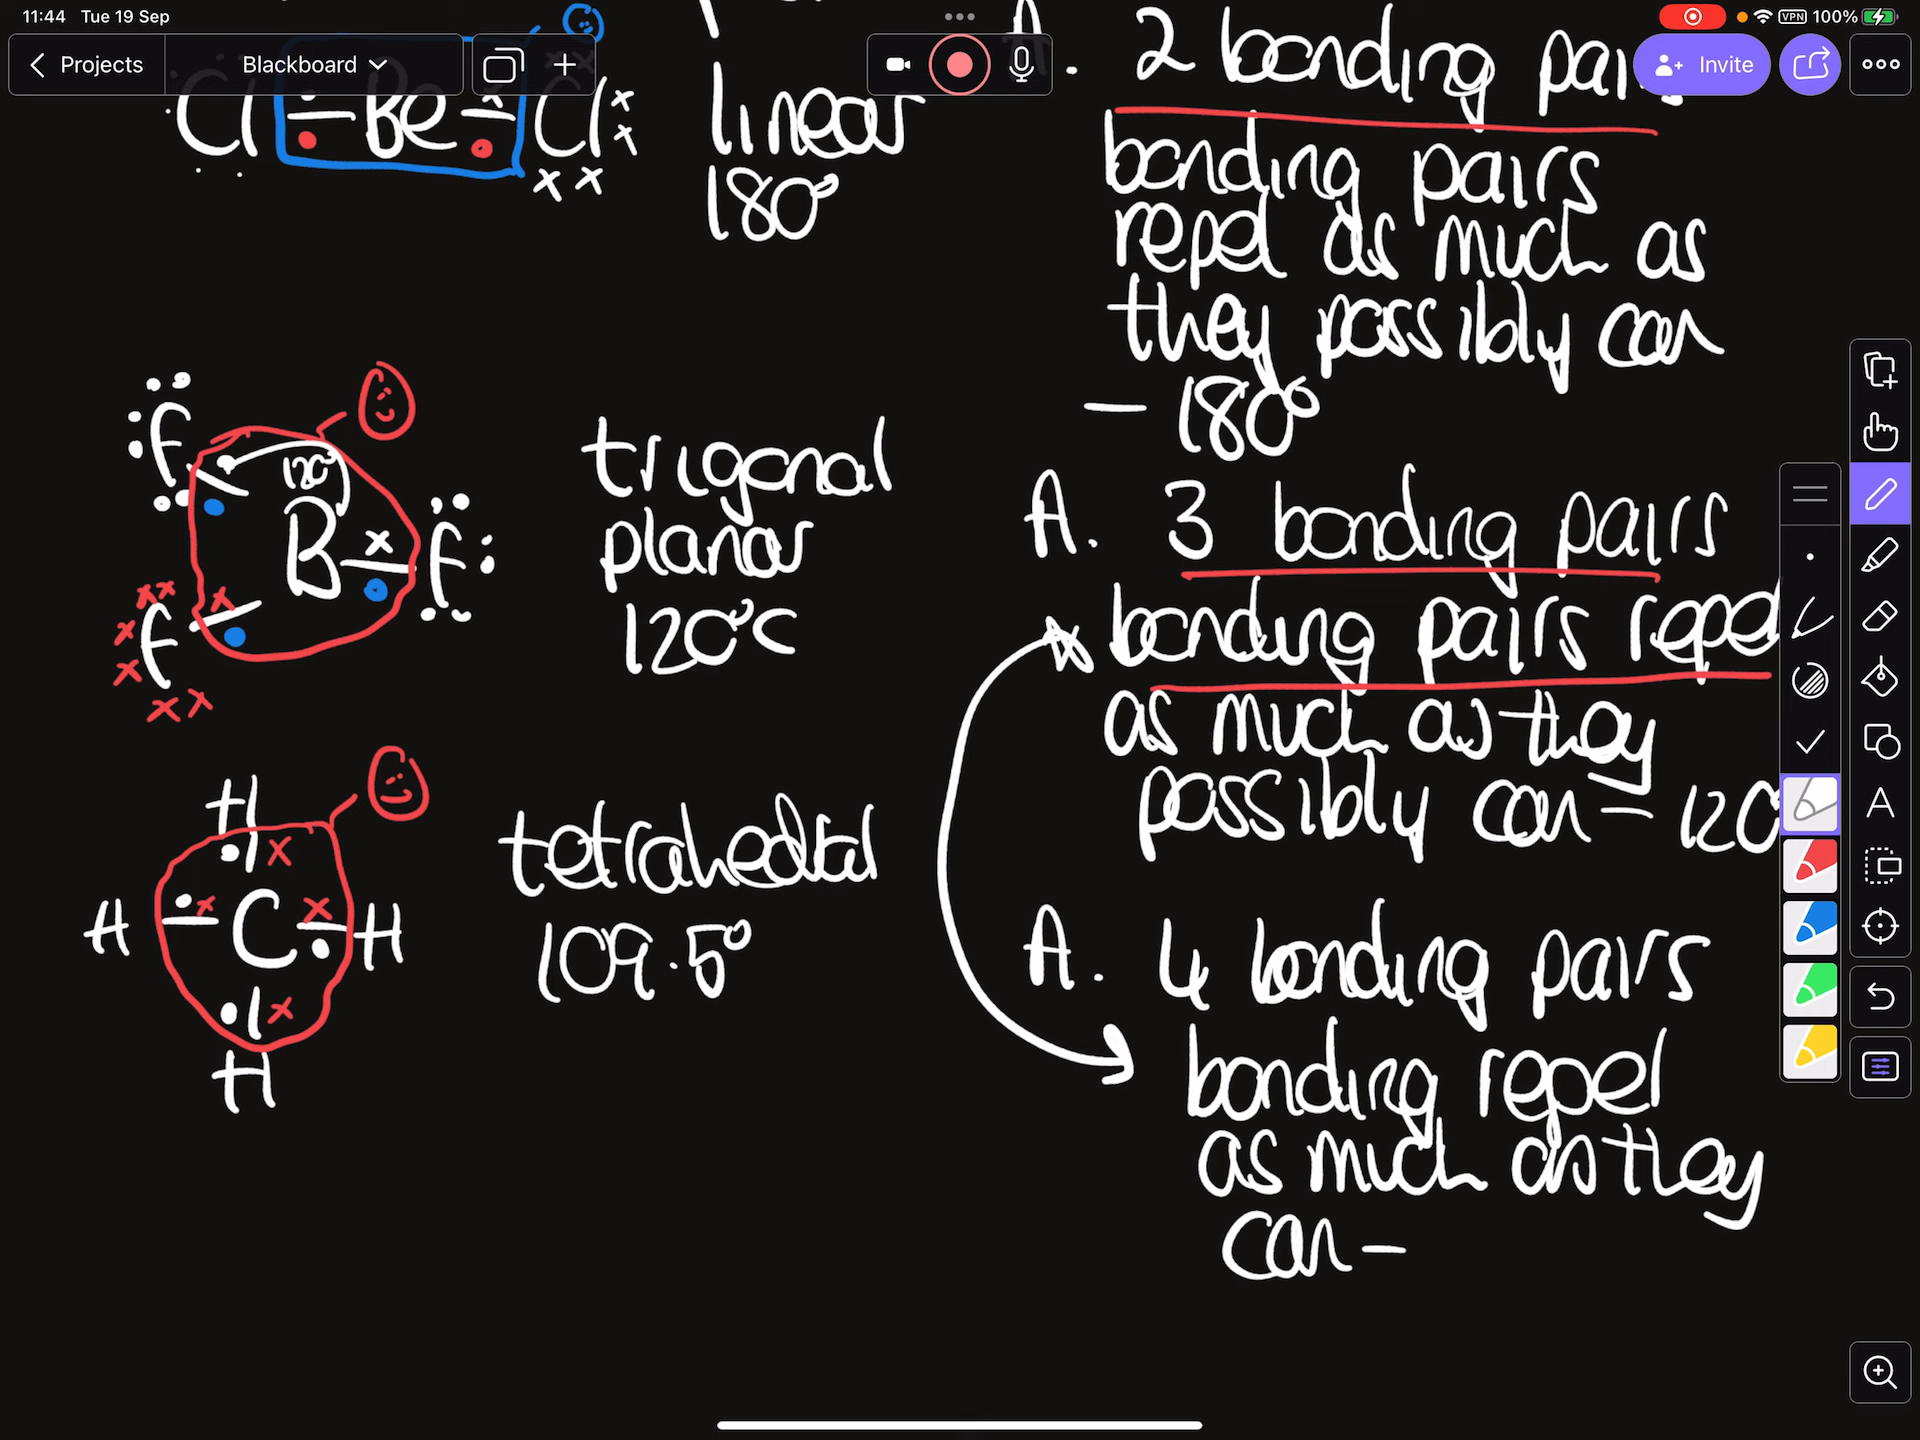 11:44 Tue 19 Sep
100%
VPN
Projects
Blackboard
Invite
A. 2 bonding pairs
Cl Be Cl
linear
180°
bonding pairs
repel as much as
they possibly can
– 180°
F
120°
B F
F
trigonal
planar
120°C
A. 3 bonding pairs
bonding pairs repel
as much as they
possibly can – 120
H
H C H
H
tetrahedral
109.5°
A. 4 bonding pairs
bonding repel
as much as they
can –
A